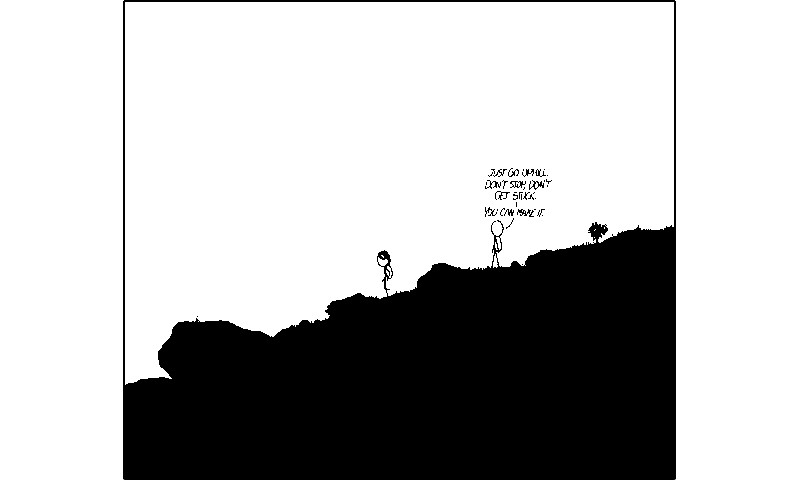 JUST GO UPHILL.
DON'T STOP, DON'T
GET STUCK.
YOU CAN MAKE IT.